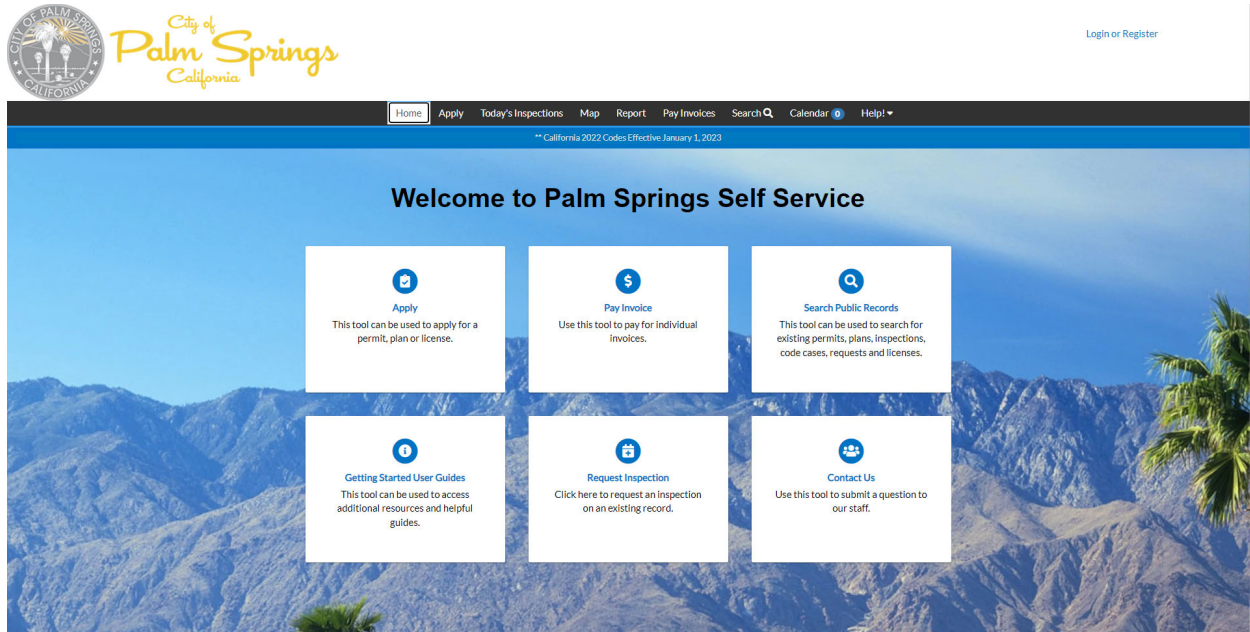 CITY OF PALM SPRINGS
CALIFORNIA
City of
Palm Springs
California
Login or Register
Home Apply Today's Inspections Map Report Pay Invoices Search Calendar 0 Help!
** California 2022 Codes Effective January 1, 2023
Welcome to Palm Springs Self Service
Apply
This tool can be used to apply for a
permit, plan or license.
Pay Invoice
Use this tool to pay for individual
invoices.
Search Public Records
This tool can be used to search for
existing permits, plans, inspections,
code cases, requests and licenses.
Getting Started User Guides
This tool can be used to access
additional resources and helpful
guides.
Request Inspection
Click here to request an inspection
on an existing record.
Contact Us
Use this tool to submit a question to
our staff.